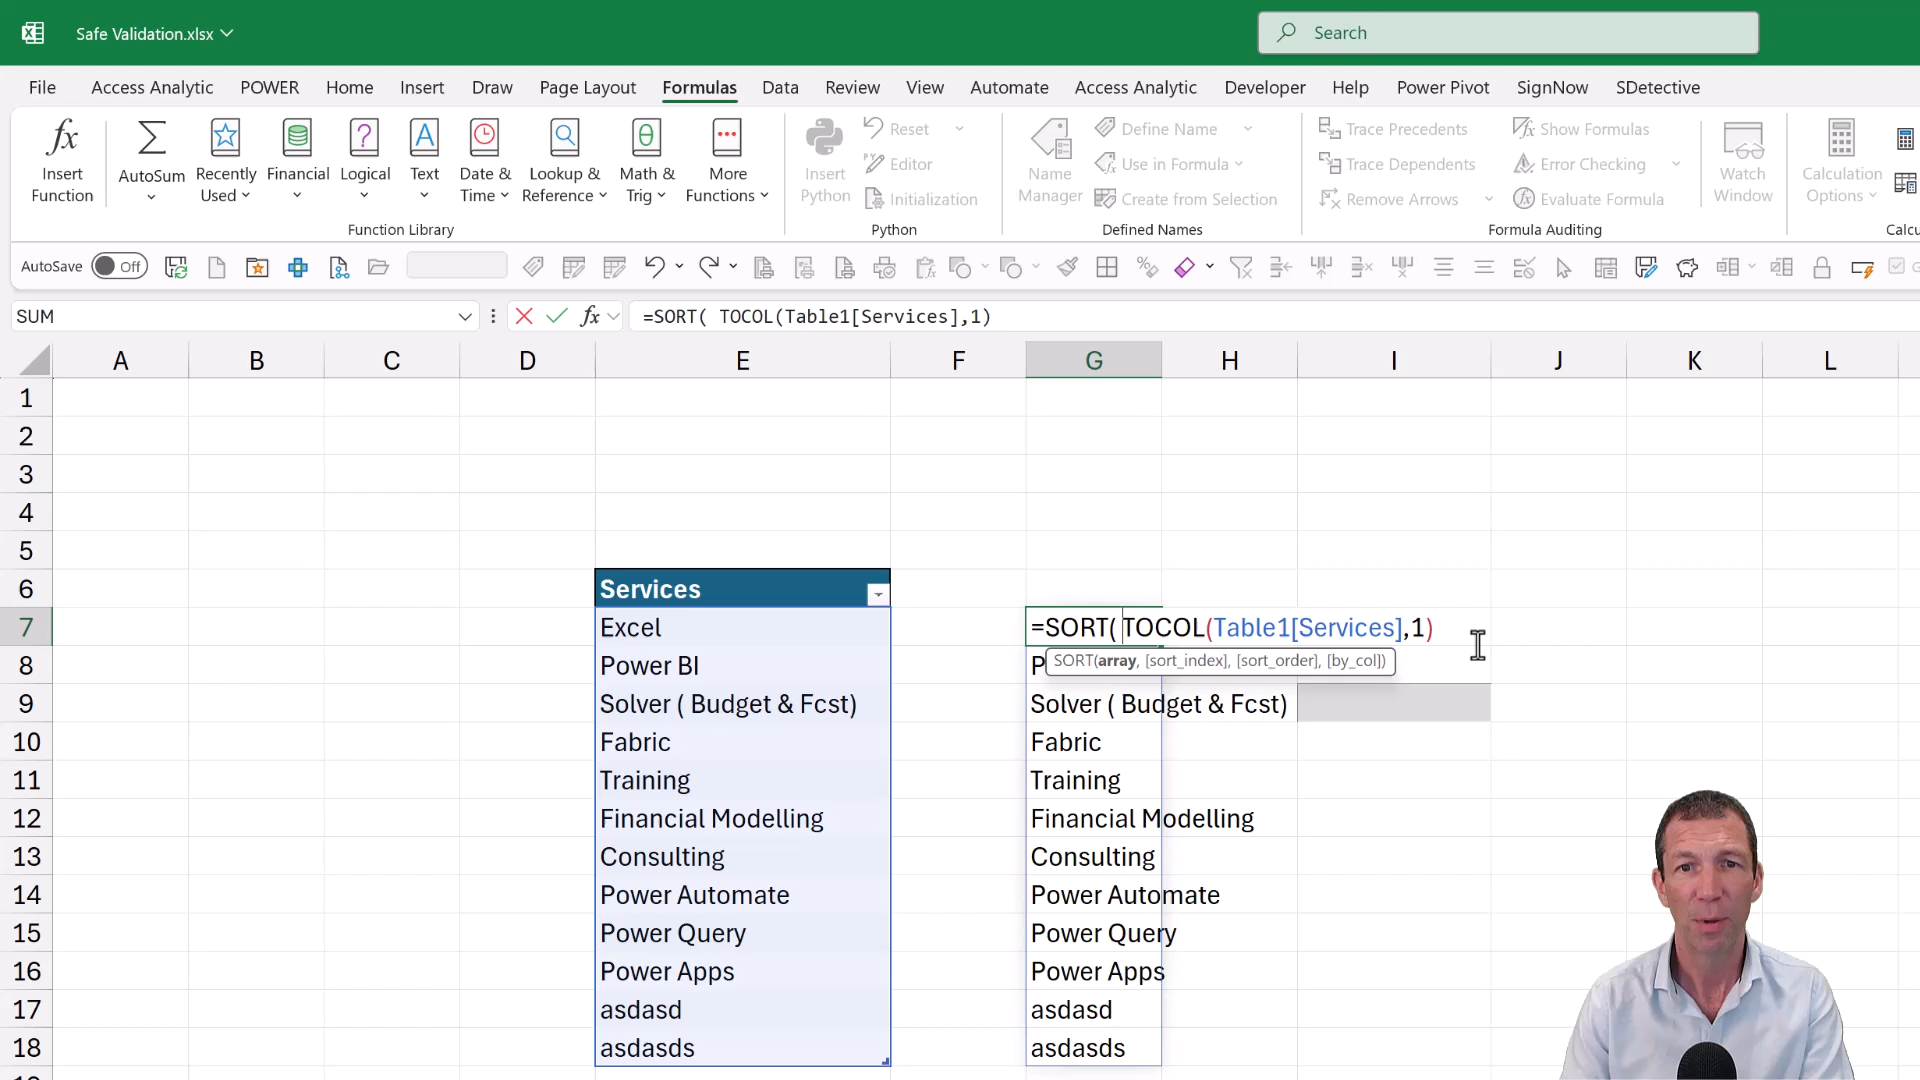 Safe Validation.xlsx
Search
File Access Analytic POWER Home Insert Draw Page Layout Formulas Data Review View Automate Access Analytic Developer Help Power Pivot SignNow SDetective
Insert Function
AutoSum
Recently Used
Financial
Logical
Text
Date & Time
Lookup & Reference
Math & Trig
More Functions
Function Library
Insert Python
Reset
Editor
Initialization
Python
Name Manager
Define Name
Use in Formula
Create from Selection
Defined Names
Trace Precedents
Trace Dependents
Remove Arrows
Show Formulas
Error Checking
Evaluate Formula
Formula Auditing
Watch Window
Calculation Options
Calcu
AutoSave Off
SUM
fx
=SORT( TOCOL(Table1[Services],1)
A B C D E F G H I J K L
1
2
3
4
5
6 Services
7 Excel =SORT( TOCOL(Table1[Services],1)
SORT(array, [sort_index], [sort_order], [by_col])
8 Power BI P
9 Solver ( Budget & Fcst) Solver ( Budget & Fcst)
10 Fabric Fabric
11 Training Training
12 Financial Modelling Financial Modelling
13 Consulting Consulting
14 Power Automate Power Automate
15 Power Query Power Query
16 Power Apps Power Apps
17 asdasd asdasd
18 asdasds asdasds